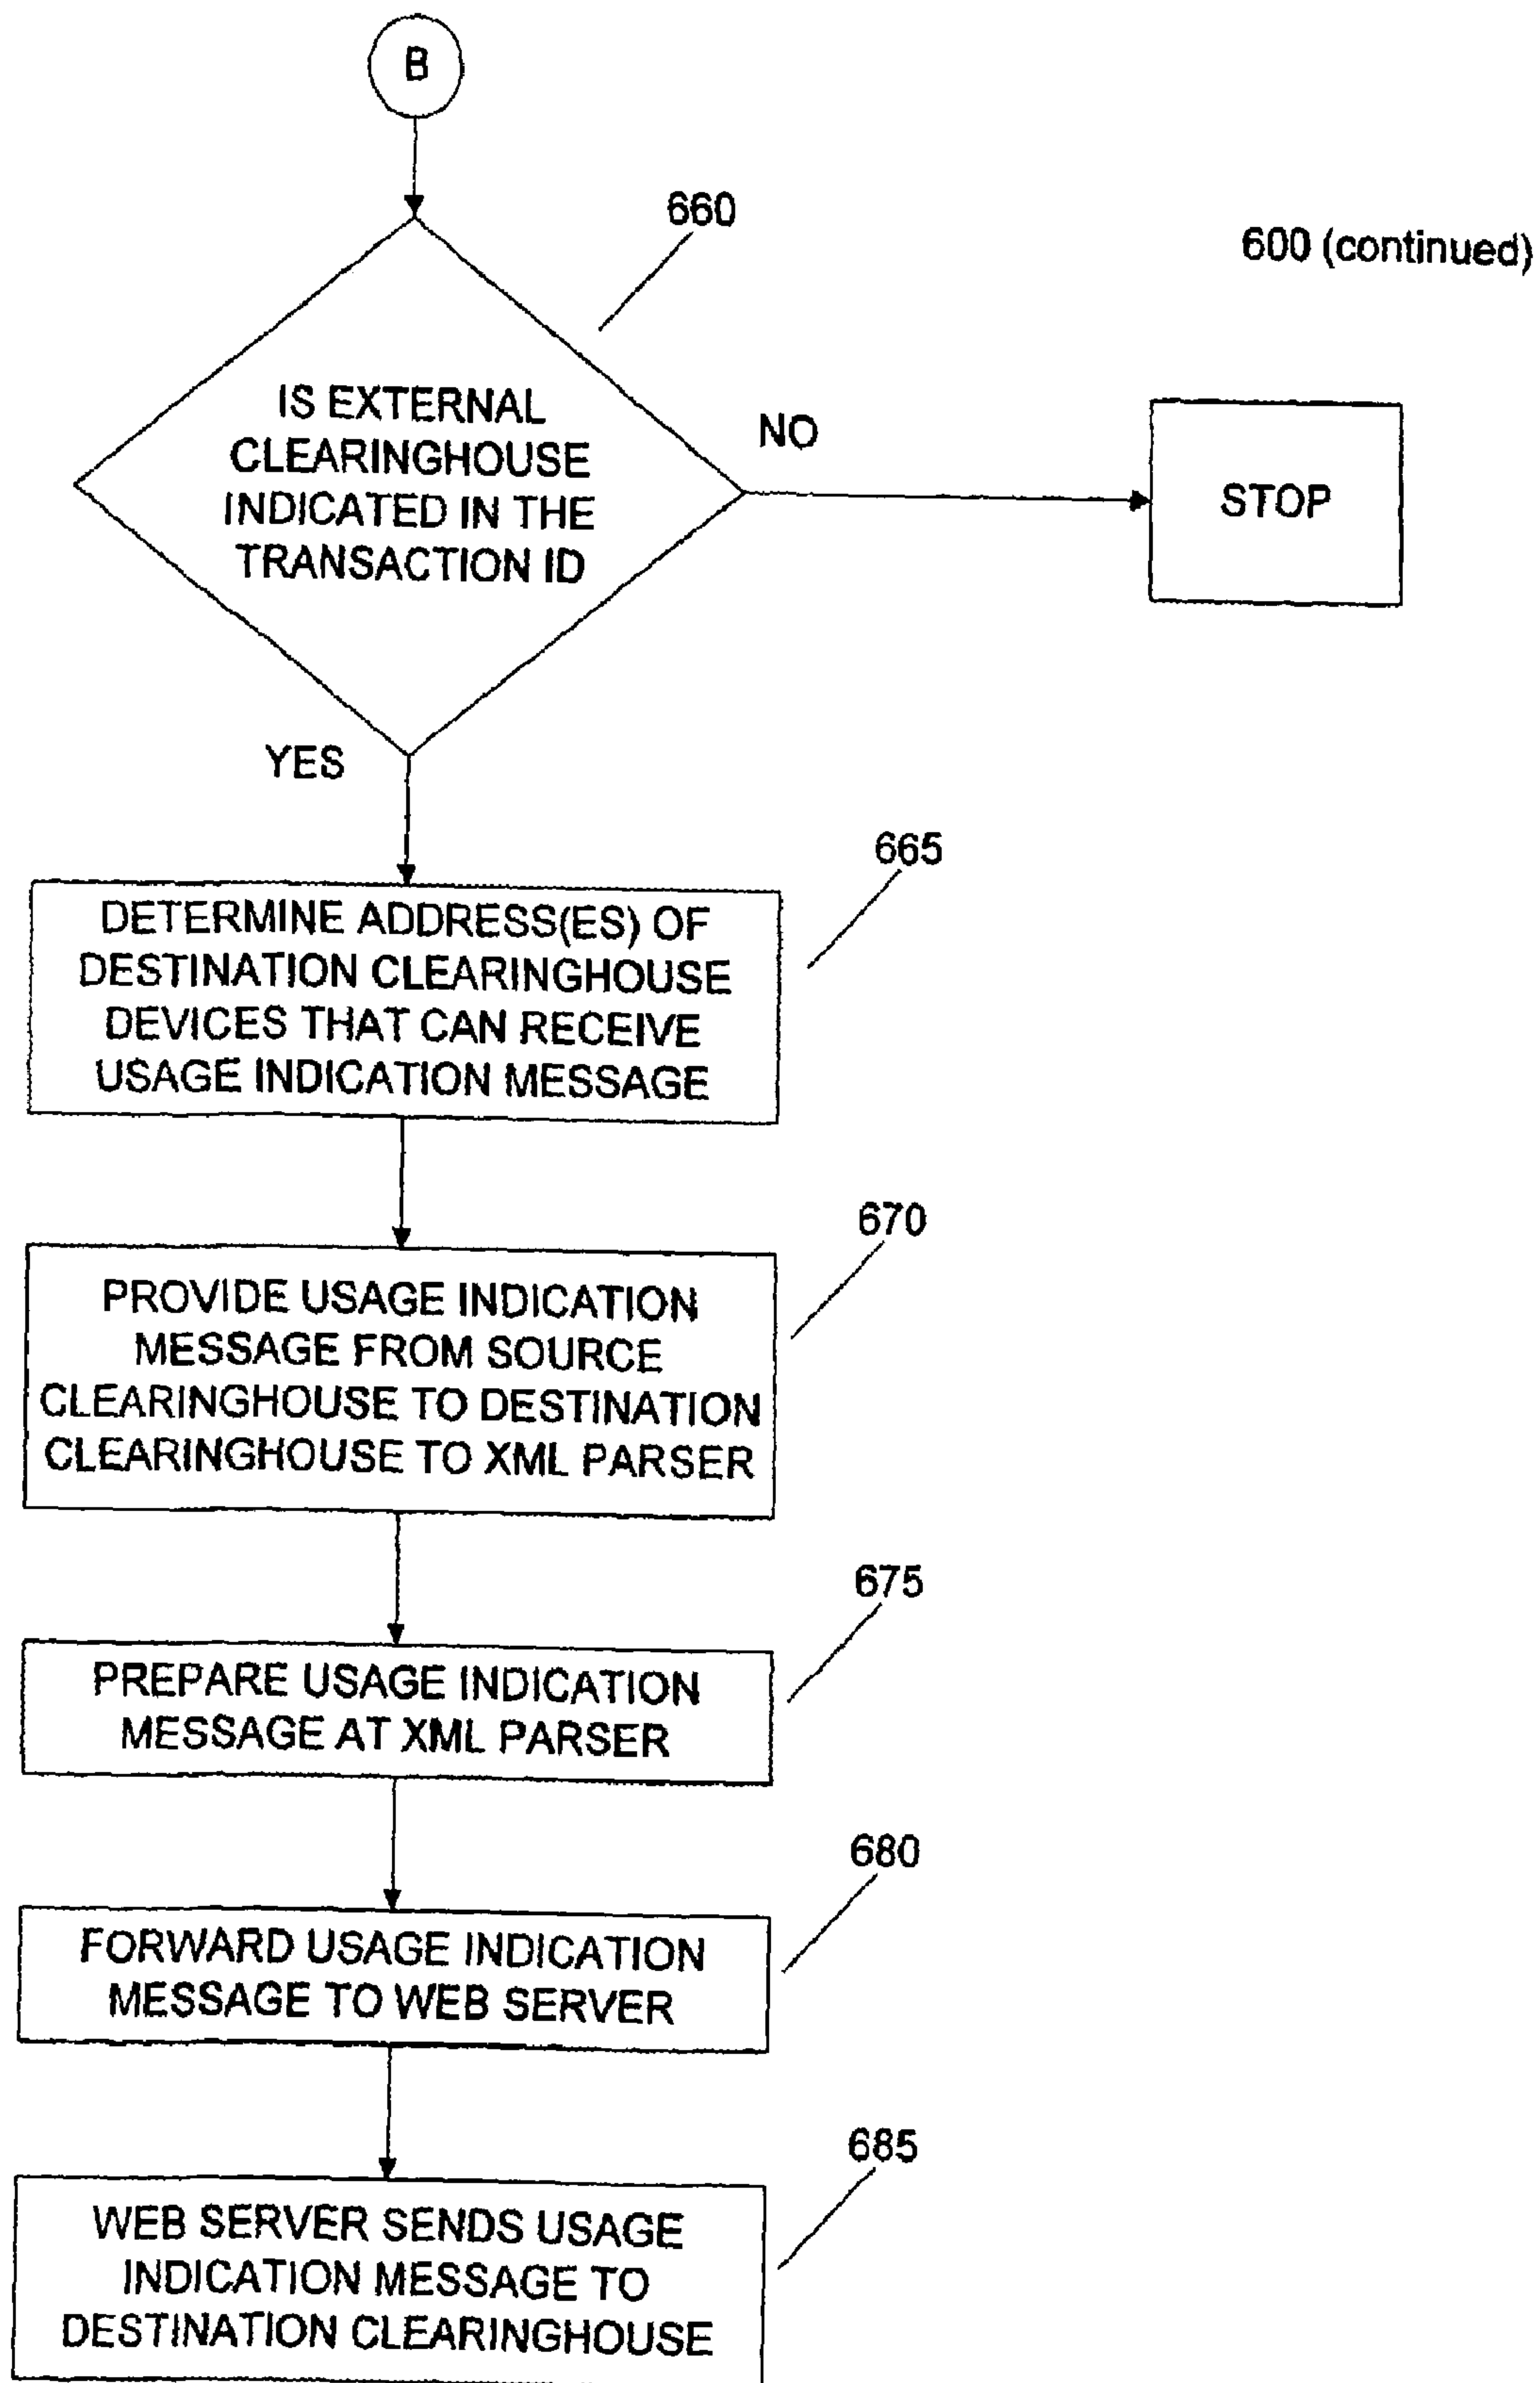 B
660
600 (continued)
IS EXTERNAL
CLEARINGHOUSE
INDICATED IN THE
TRANSACTION ID
NO
STOP
YES
665
DETERMINE ADDRESS(ES) OF
DESTINATION CLEARINGHOUSE
DEVICES THAT CAN RECEIVE
USAGE INDICATION MESSAGE
670
PROVIDE USAGE INDICATION
MESSAGE FROM SOURCE
CLEARINGHOUSE TO DESTINATION
CLEARINGHOUSE TO XML PARSER
675
PREPARE USAGE INDICATION
MESSAGE AT XML PARSER
680
FORWARD USAGE INDICATION
MESSAGE TO WEB SERVER
685
WEB SERVER SENDS USAGE
INDICATION MESSAGE TO
DESTINATION CLEARINGHOUSE